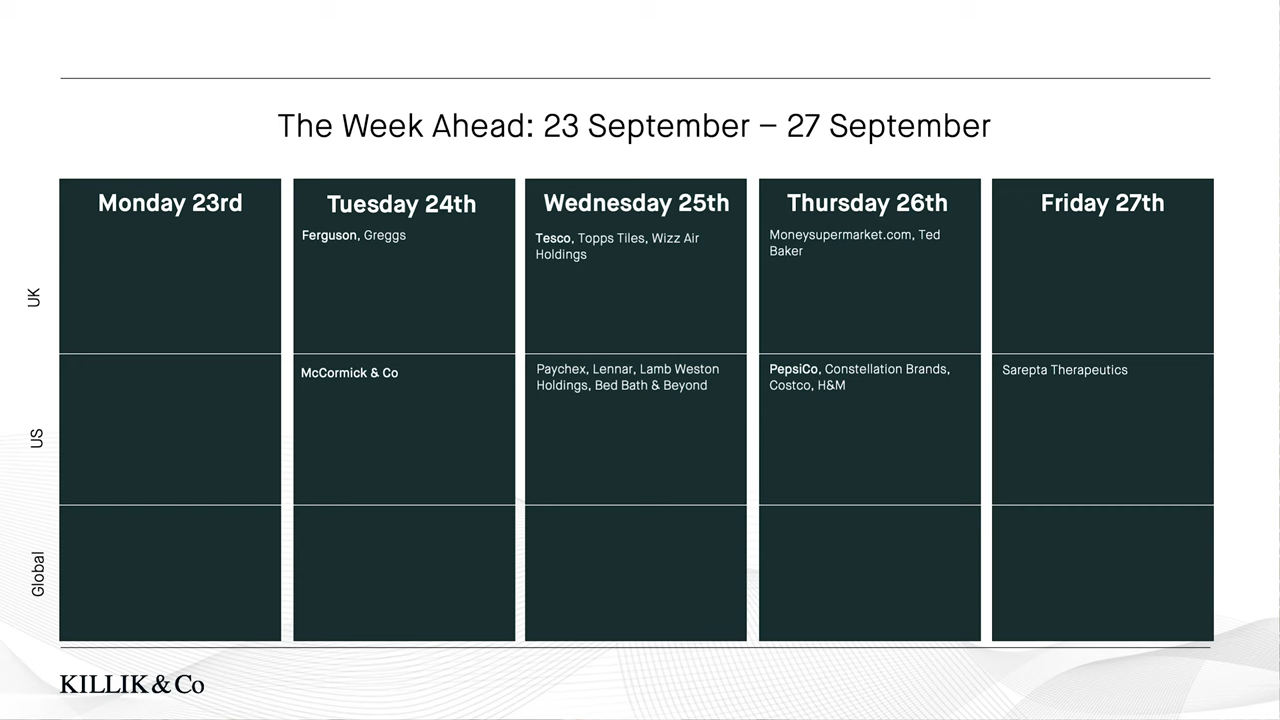 The Week Ahead: 23 September – 27 September
Monday 23rd
Tuesday 24th
Wednesday 25th
Thursday 26th
Friday 27th
UK
Ferguson, Greggs
Tesco, Topps Tiles, Wizz Air
Holdings
Moneysupermarket.com, Ted
Baker
US
McCormick & Co
Paychex, Lennar, Lamb Weston
Holdings, Bed Bath & Beyond
PepsiCo, Constellation Brands,
Costco, H&M
Sarepta Therapeutics
Global
KILLIK & Co